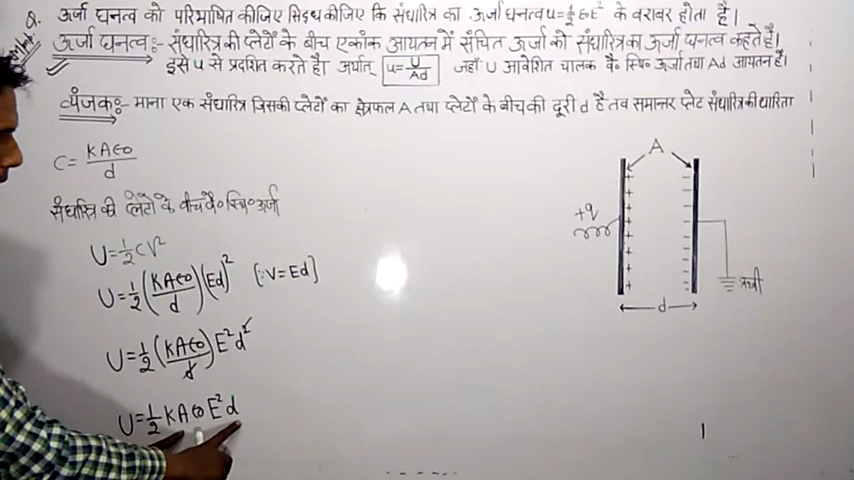 Q. ऊर्जा घनत्व को परिभाषित कीजिए सिद्ध कीजिए कि संधारित्र का ऊर्जा घनत्व u=½ϵE² के बराबर होता है।
ऊर्जा घनत्व:- संधारित्र की प्लेटों के बीच एकांक आयतन में संचित ऊर्जा को संधारित्र का ऊर्जा घनत्व कहते हैं।
इसे u से प्रदर्शित करते है। अर्थात् u=U/Ad जहाँ U आवेशित चालक वै० स्थि० ऊर्जा तथा Ad आयतन है।
व्यंजक:- माना एक संधारित्र जिसकी प्लेटों का क्षेत्रफल A तथा प्लेटों के बीच की दूरी d है तब समान्तर प्लेट संधारित्र की धारिता
C = KAϵ0/d
संधारित्र की प्लेटों के बीच वै० स्थि० ऊर्जा
U=½CV²
U=½(KAϵ0/d)(Ed)² [∵V=Ed]
U=½(KAϵ0/d)E²d²
U=½KAϵ0E²d
A
+q
d
पृथ्वी